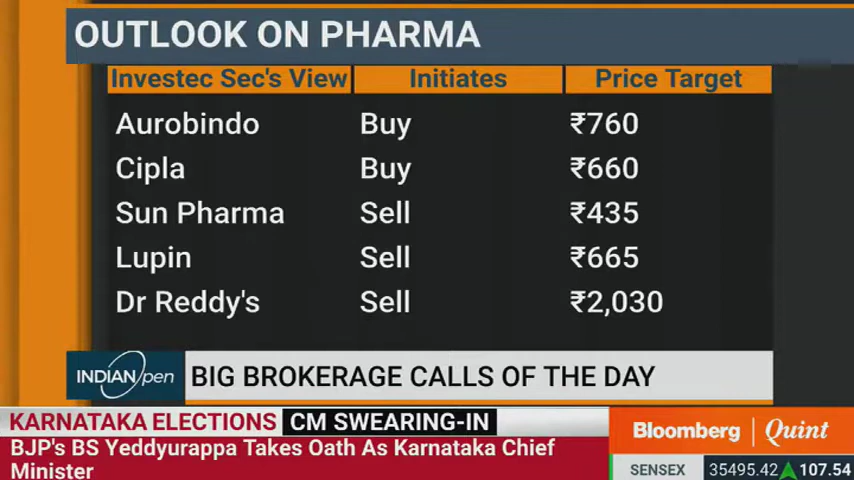 OUTLOOK ON PHARMA
Investec Sec's View Initiates Price Target
Aurobindo Buy ₹760
Cipla Buy ₹660
Sun Pharma Sell ₹435
Lupin Sell ₹665
Dr Reddy's Sell ₹2,030
INDIAN Open BIG BROKERAGE CALLS OF THE DAY
KARNATAKA ELECTIONS CM SWEARING-IN
BJP'S BS Yeddyurappa Takes Oath As Karnataka Chief
Minister
Bloomberg | Quint
SENSEX 35495.42 107.54